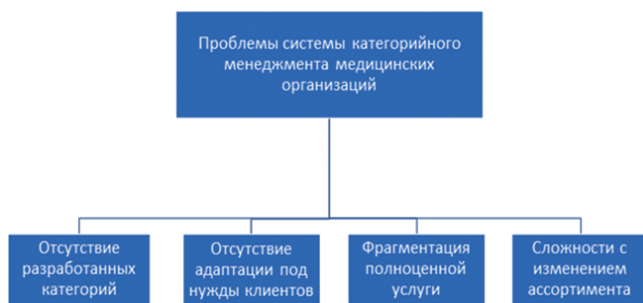 Проблемы системы категорийного
менеджмента медицинских
организаций
Отсутствие
разработанных
категорий
Отсутствие
адаптации под
нужды клиентов
Фрагментация
полноценной
услуги
Сложности с
изменением
ассортимента